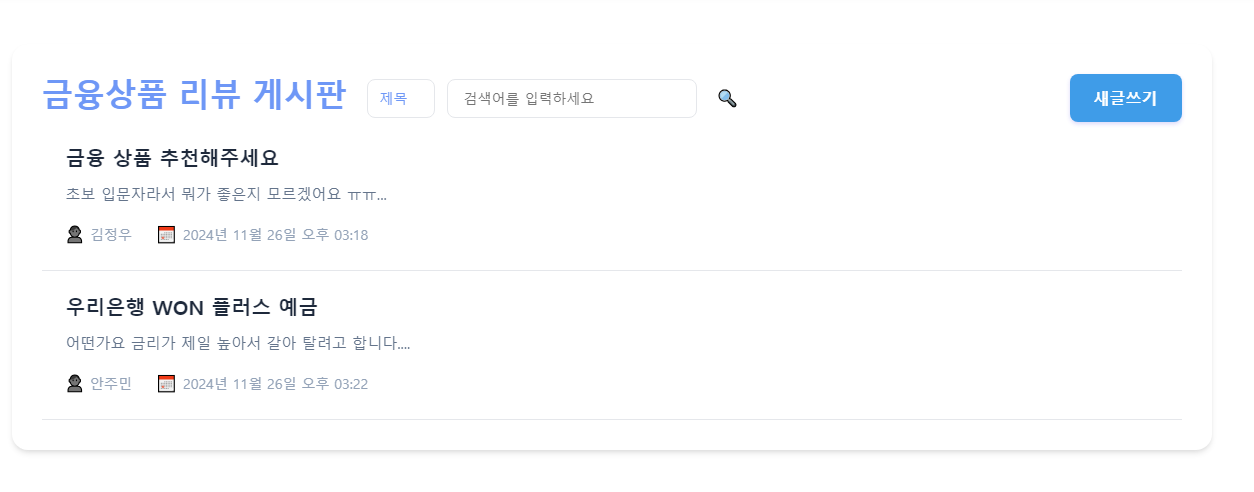 금융상품 리뷰 게시판 제목 검색어를 입력하세요 새글쓰기
금융 상품 추천해주세요
초보 입문자라서 뭐가 좋은지 모르겠어요 ㅠㅠ...
김정우 2024년 11월 26일 오후 03:18
우리은행 WON 플러스 예금
어떤가요 금리가 제일 높아서 갈아 탈려고 합니다....
안주민 2024년 11월 26일 오후 03:22